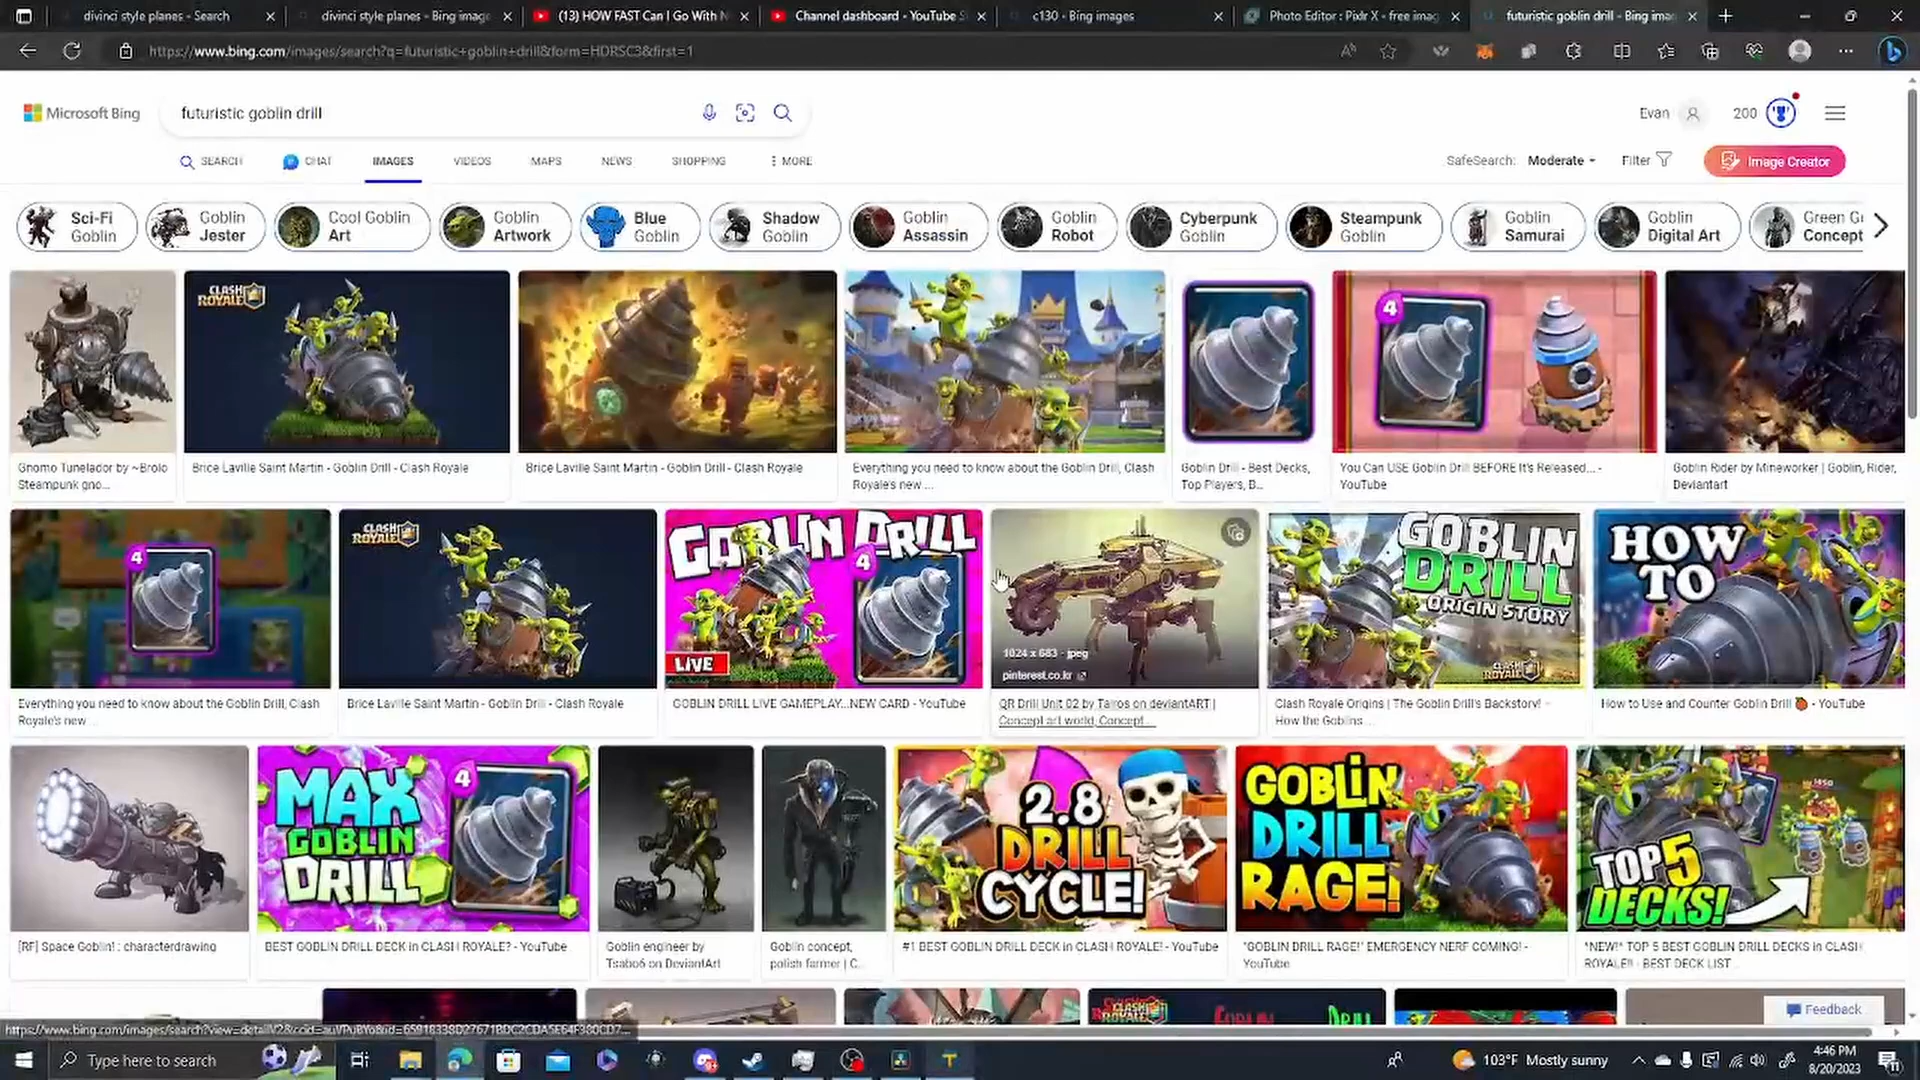 divinci style planes - Search
divinci style planes - Bing imag
(13) HOW FAST Can I Go With N
Channel dashboard - YouTube S
c130 - Bing images
Photo Editor : Pixlr X - free imag
futuristic goblin drill - Bing ima
https://www.bing.com/images/search?q=futuristic+goblin+drill&form=HDRSC3&first=1
Microsoft Bing
futuristic goblin drill
Evan
200
SEARCH
CHAT
IMAGES
VIDEOS
MAPS
NEWS
SHOPPING
MORE
SafeSearch: Moderate
Filter
Image Creator
Sci-Fi
Goblin
Goblin
Jester
Cool Goblin
Art
Goblin
Artwork
Blue
Goblin
Shadow
Goblin
Goblin
Assassin
Goblin
Robot
Cyberpunk
Goblin
Steampunk
Goblin
Goblin
Samurai
Goblin
Digital Art
Green G
Concept
CLASH
ROYALE
4
Gnomo Tunelador by ~Brolo
Steampunk gno...
Brice Laville Saint Martin - Goblin Drill - Clash Royale
Brice Laville Saint Martin - Goblin Drill - Clash Royale
Everything you need to know about the Goblin Drill, Clash
Royale's new ...
Goblin Drill - Best Decks,
Top Players, B...
You Can USE Goblin Drill BEFORE It's Released... -
YouTube
Goblin Rider by Mineworker | Goblin, Rider,
Deviantart
4
CLASH
ROYALE
GOBLIN DRILL
4
LIVE
1024 x 683 - jpeg
pinterest.co.kr
GOBLIN
DRILL
ORIGIN STORY
CLASH
ROYALE
HOW
TO
Everything you need to know about the Goblin Drill, Clash
Royale's new ...
Brice Laville Saint Martin - Goblin Drill - Clash Royale
GOBLIN DRILL LIVE GAMEPLAY...NEW CARD - YouTube
QR Drill Unit 02 by Tairos on deviantART |
Concept art world, Concept...
Clash Royale Origins | The Goblin Drill's Backstory! -
How the Goblins ...
How to Use and Counter Goblin Drill - YouTube
MAX
GOBLIN
DRILL
4
2.8
DRILL
CYCLE!
GOBLIN
DRILL
RAGE!
TOP 5
DECKS!
1450
[RF] Space Goblin! : characterdrawing
BEST GOBLIN DRILL DECK in CLASH ROYALE? - YouTube
Goblin engineer by
Tsabo6 on DeviantArt
Goblin concept,
polish farmer | C...
#1 BEST GOBLIN DRILL DECK in CLASH ROYALE! - YouTube
"GOBLIN DRILL RAGE!" EMERGENCY NERF COMING! -
YouTube
*NEW!* TOP 5 BEST GOBLIN DRILL DECKS in CLASH
ROYALE!! - BEST DECK LIST...
Feedback
Type here to search
103°F Mostly sunny
4:46 PM
8/20/2023
11